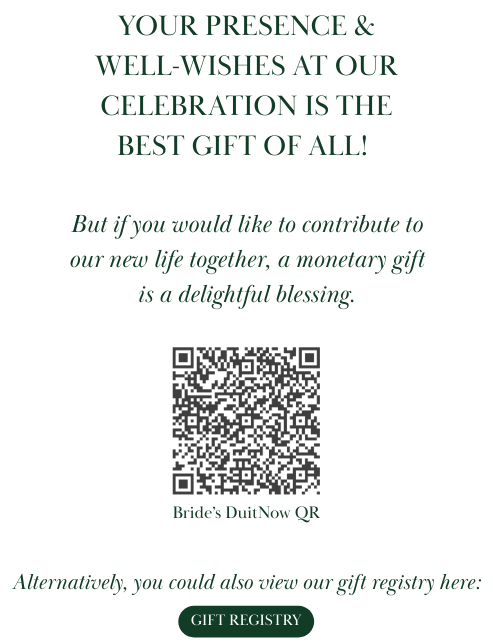 YOUR PRESENCE &
WELL-WISHES AT OUR
CELEBRATION IS THE
BEST GIFT OF ALL!
But if you would like to contribute to
our new life together, a monetary gift
is a delightful blessing.
Bride's DuitNow QR
Alternatively, you could also view our gift registry here:
GIFT REGISTRY